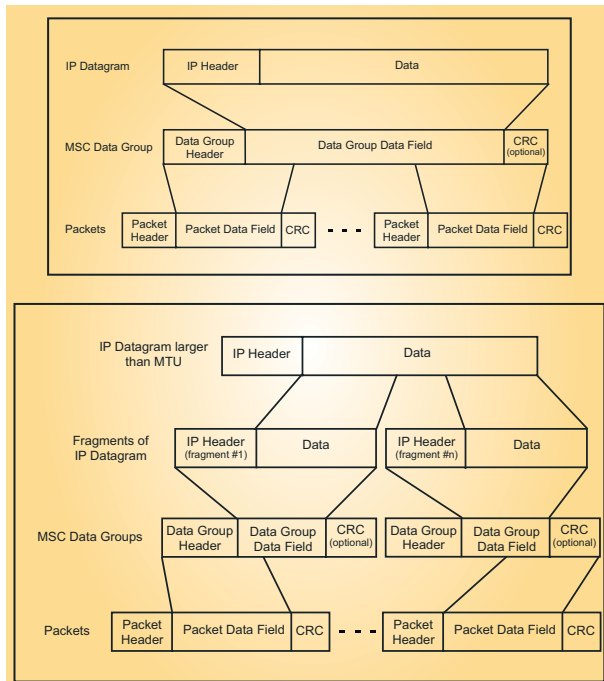 IP Datagram
IP Header
Data
MSC Data Group
Data Group
Header
Data Group Data Field
CRC
(optional)
Packets
Packet
Header
Packet Data Field
CRC
Packet
Header
Packet Data Field
CRC
IP Datagram larger
than MTU
IP Header
Data
Fragments of
IP Datagram
IP Header
(fragment #1)
Data
IP Header
(fragment #n)
Data
MSC Data Groups
Data Group
Header
Data Group
Data Field
CRC
(optional)
Data Group
Header
Data Group
Data Field
CRC
(optional)
Packets
Packet
Header
Packet Data Field
CRC
Packet
Header
Packet Data Field
CRC